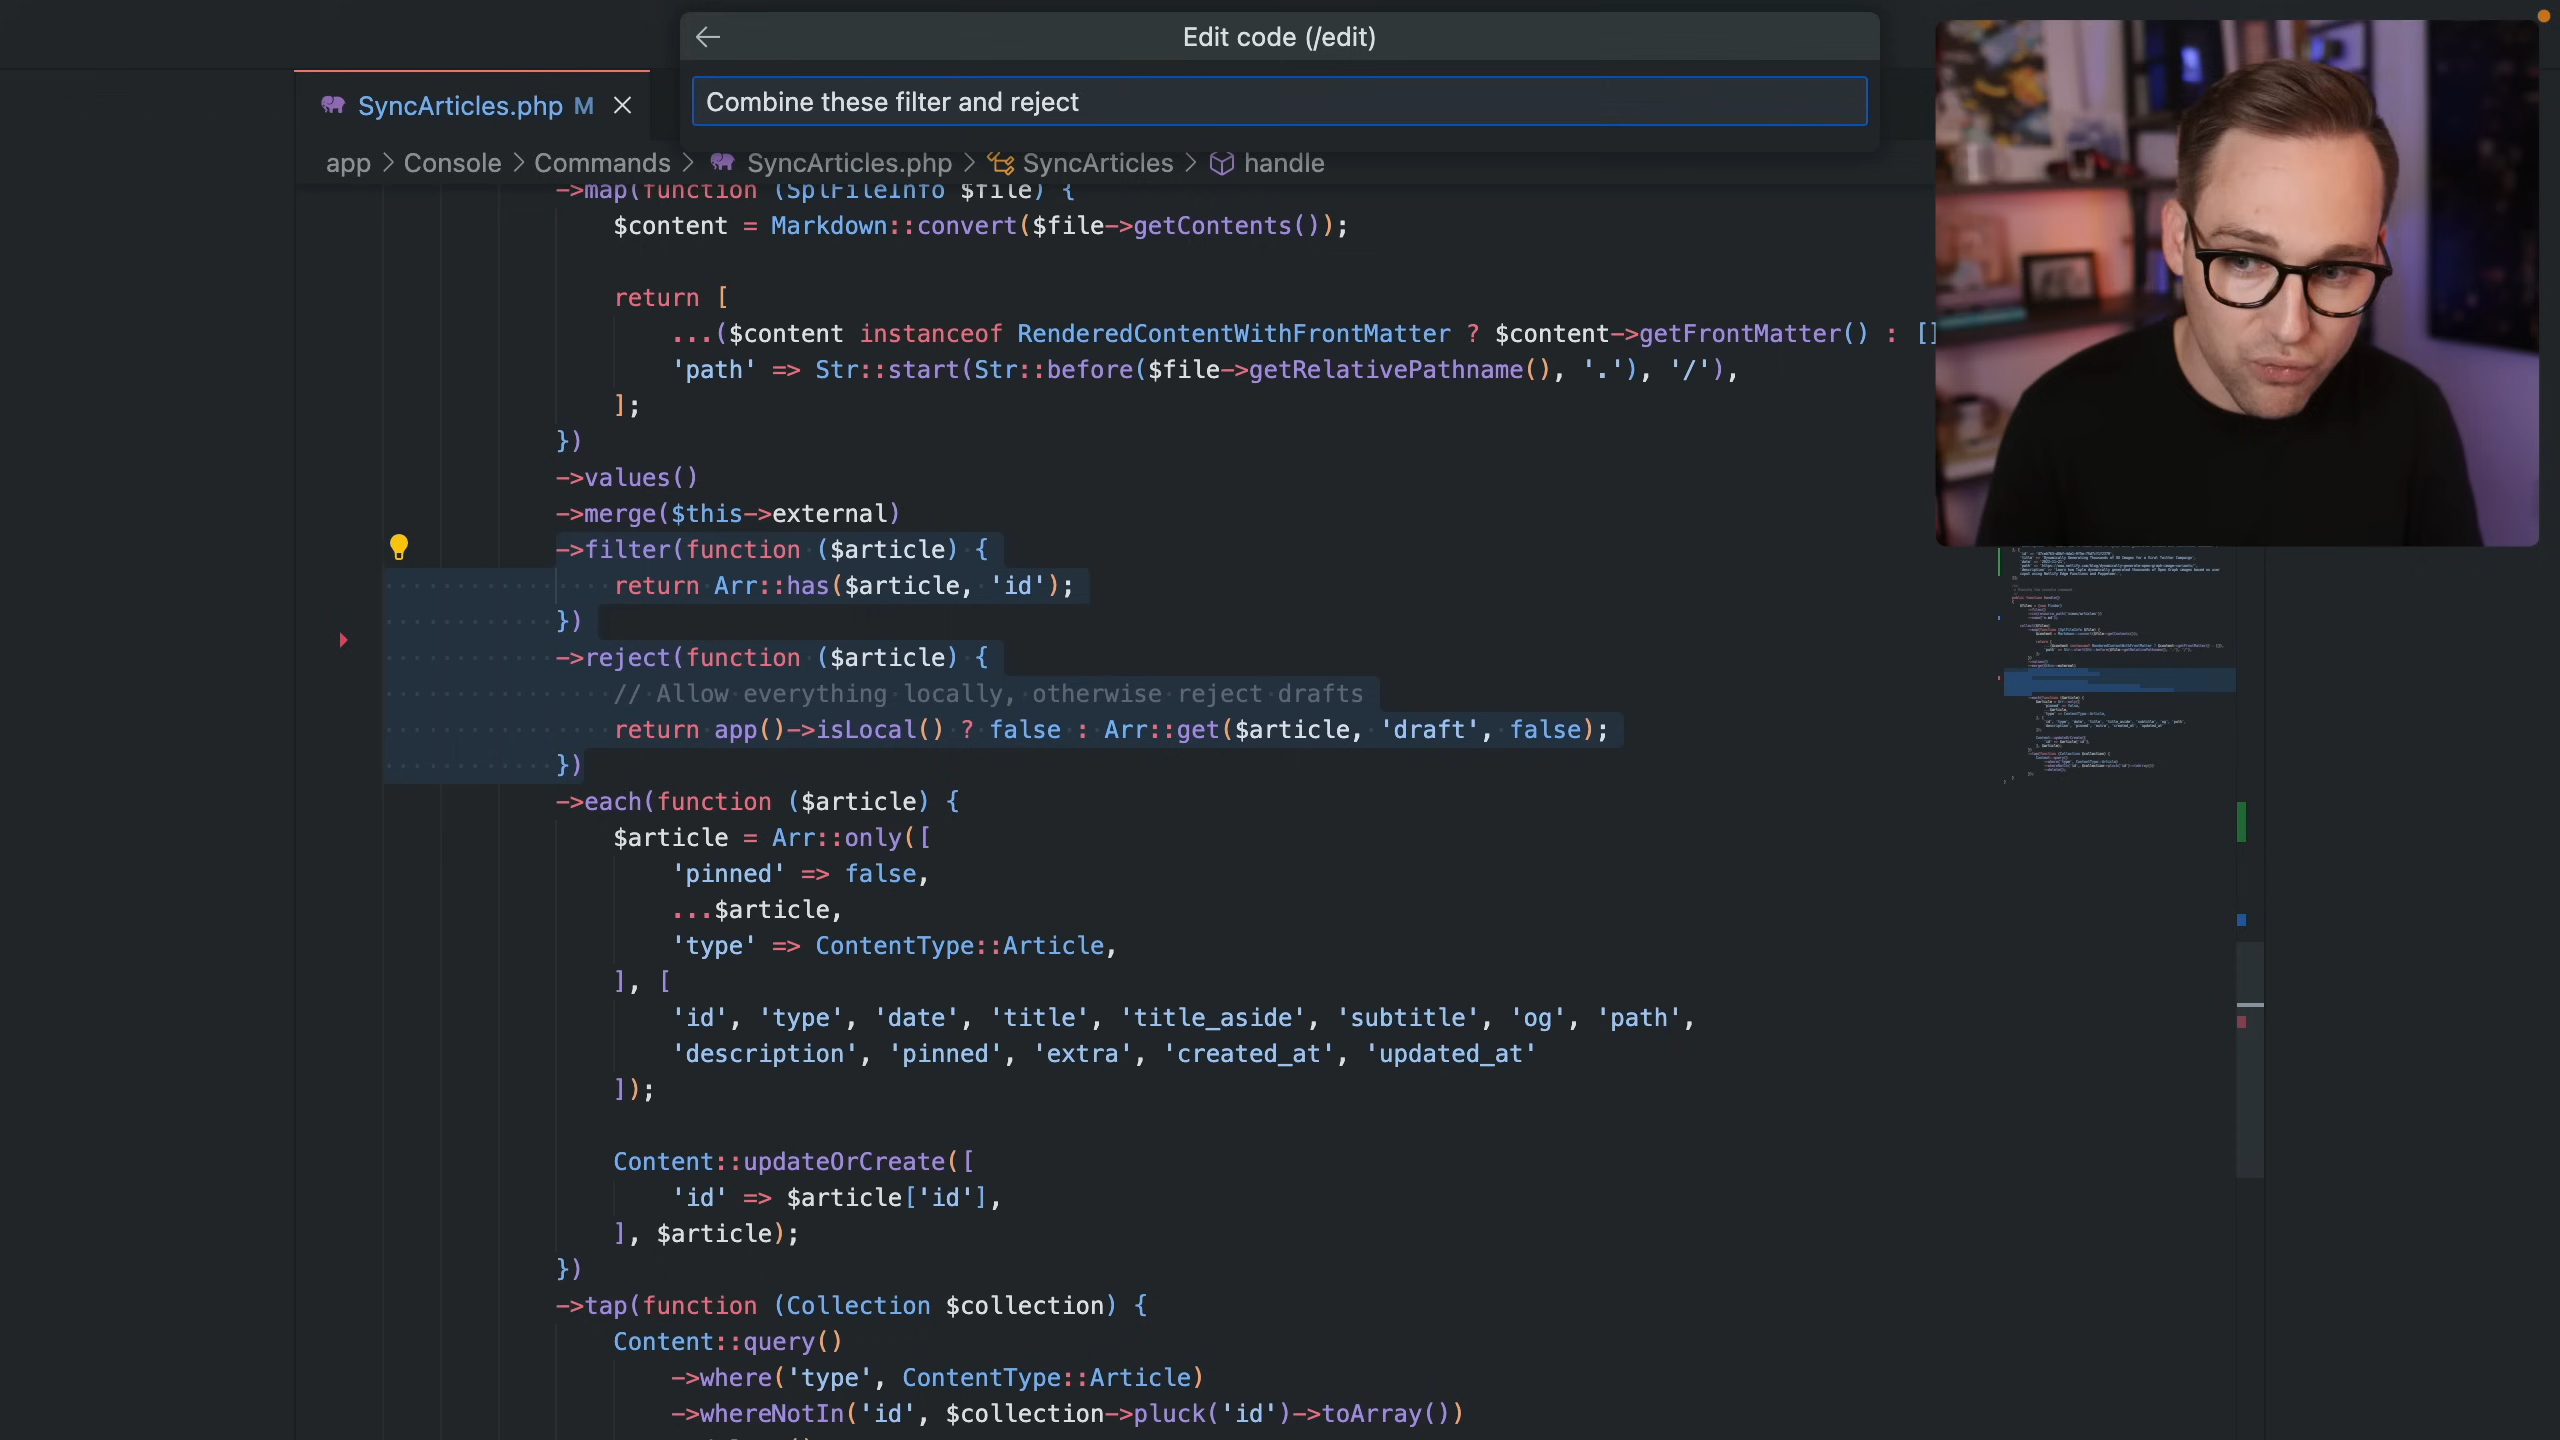 Edit code (/edit)
Combine these filter and reject
SyncArticles.php M
app > Console > Commands > SyncArticles.php > SyncArticles > handle
->map(function (SplFileInfo $file) {
$content = Markdown::convert($file->getContents());
return [
...($content instanceof RenderedContentWithFrontMatter ? $content->getFrontMatter() : []
'path' => Str::start(Str::before($file->getRelativePathname(), '.'), '/'),
];
})
->values()
->merge($this->external)
->filter(function ($article) {
return Arr::has($article, 'id');
})
->reject(function ($article) {
// Allow everything locally, otherwise reject drafts
return app()->isLocal() ? false : Arr::get($article, 'draft', false);
})
->each(function ($article) {
$article = Arr::only([
'pinned' => false,
...$article,
'type' => ContentType::Article,
], [
'id', 'type', 'date', 'title', 'title_aside', 'subtitle', 'og', 'path',
'description', 'pinned', 'extra', 'created_at', 'updated_at'
]);
Content::updateOrCreate([
'id' => $article['id'],
], $article);
})
->tap(function (Collection $collection) {
Content::query()
->where('type', ContentType::Article)
->whereNotIn('id', $collection->pluck('id')->toArray())